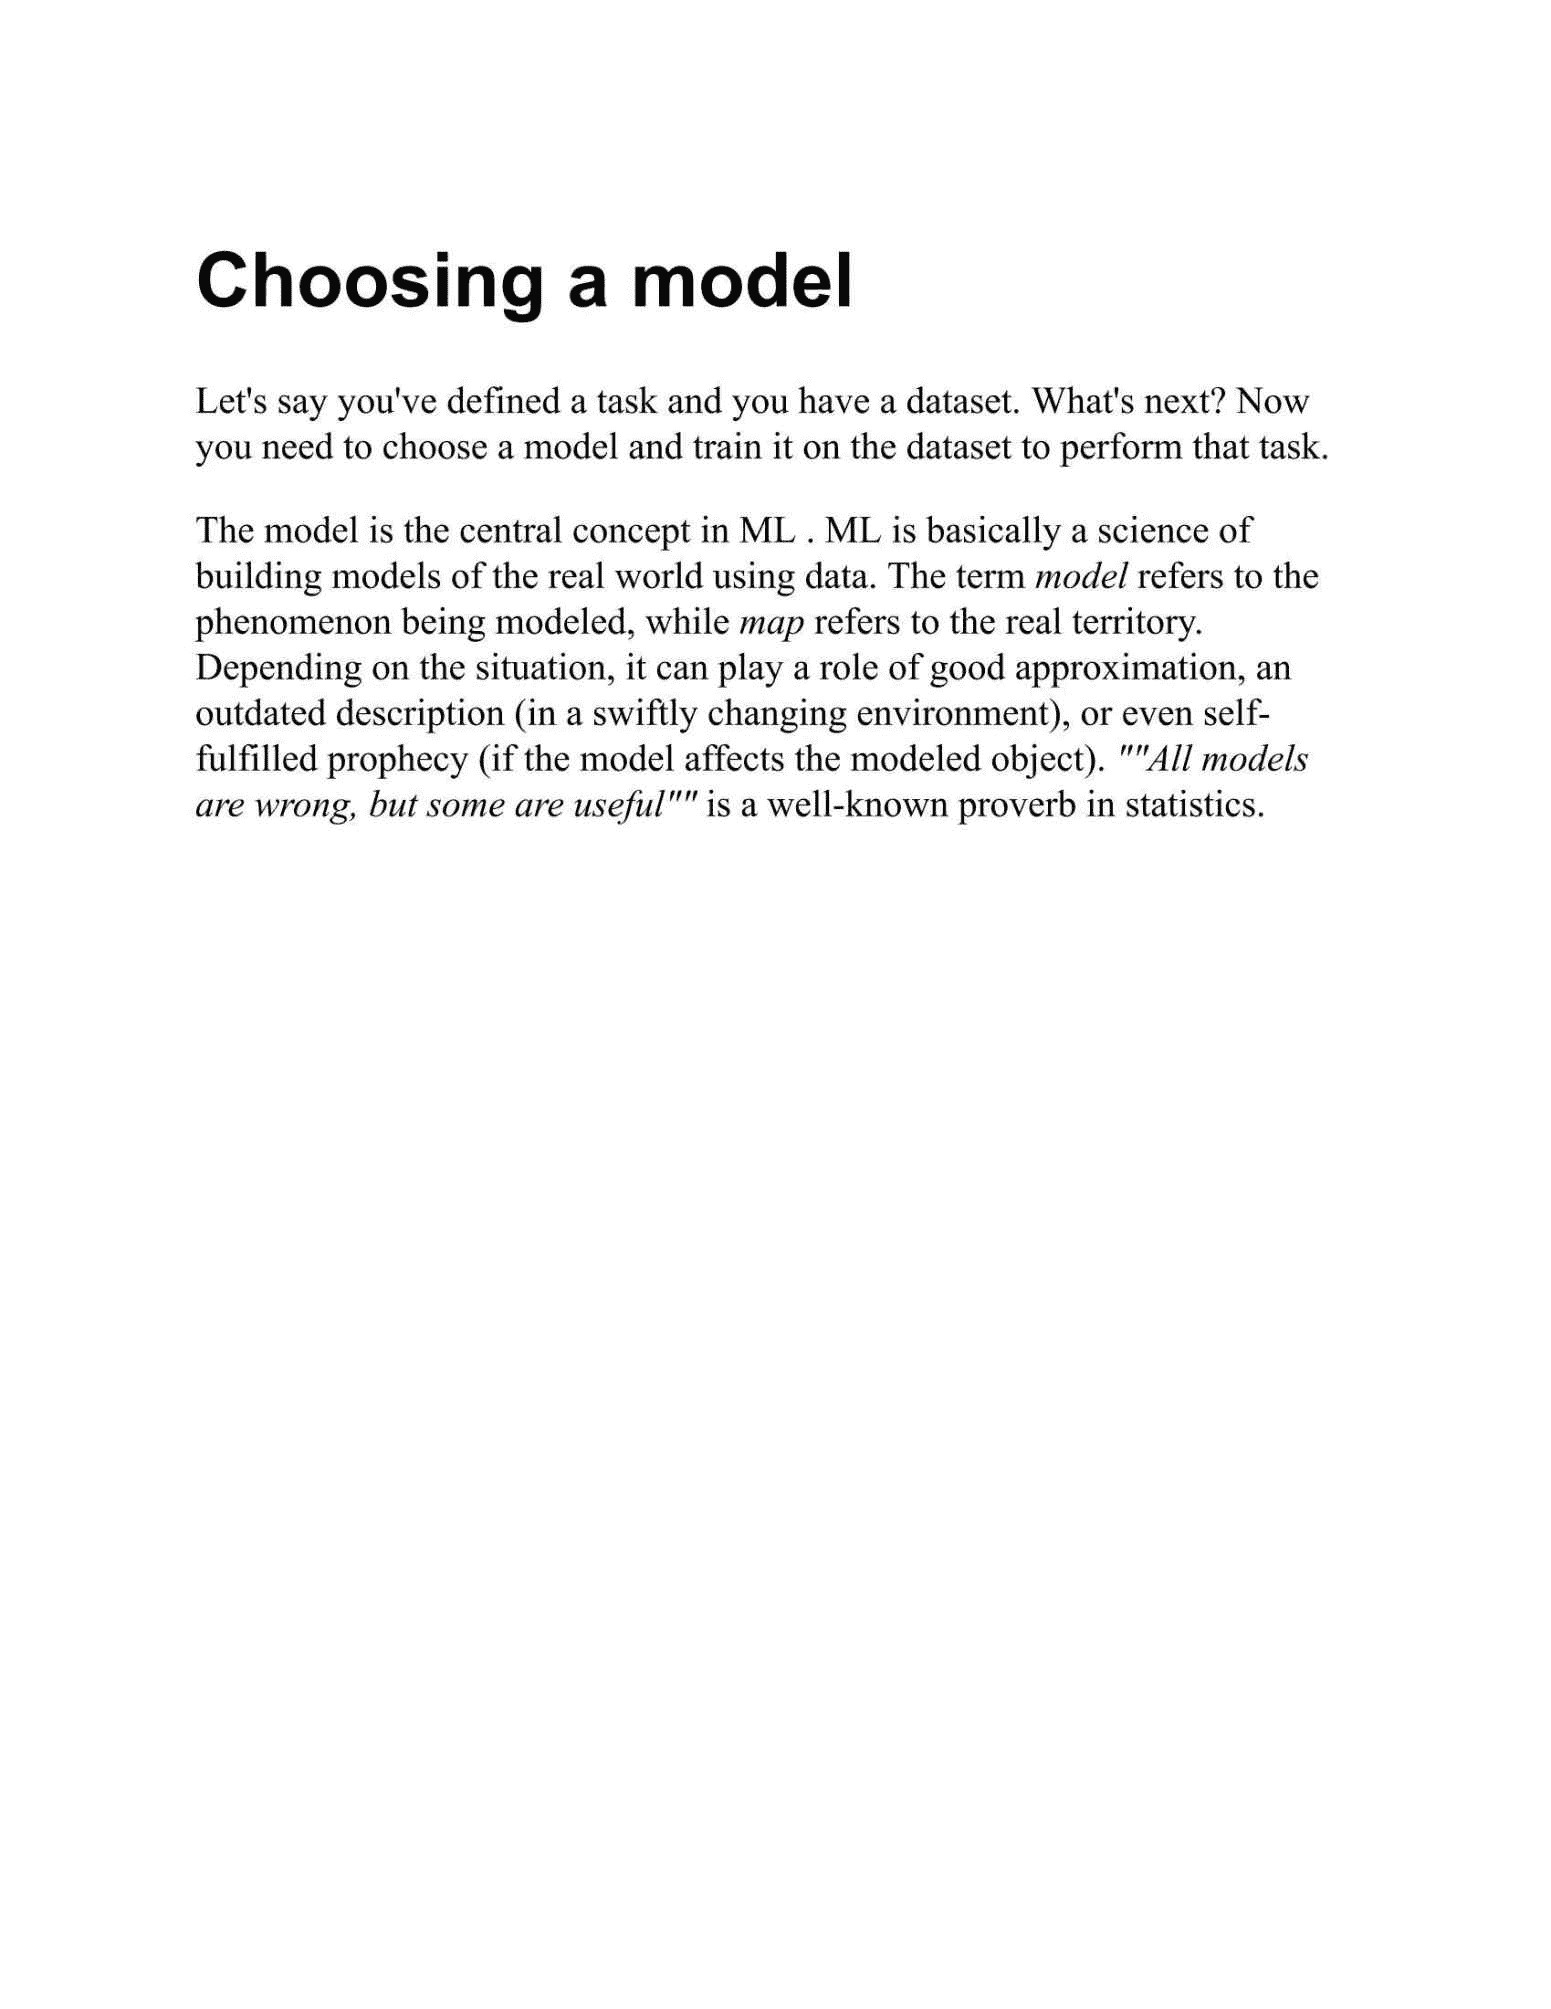 Choosing a model
Let's say you've defined a task and you have a dataset. What's next? Now
you need to choose a model and train it on the dataset to perform that task.
The model is the central concept in ML . ML is basically a science of
building models of the real world using data. The term model refers to the
phenomenon being modeled, while map refers to the real territory.
Depending on the situation, it can play a role of good approximation, an
outdated description (in a swiftly changing environment), or even self-
fulfilled prophecy (if the model affects the modeled object). ""All models
are wrong, but some are useful"" is a well-known proverb in statistics.